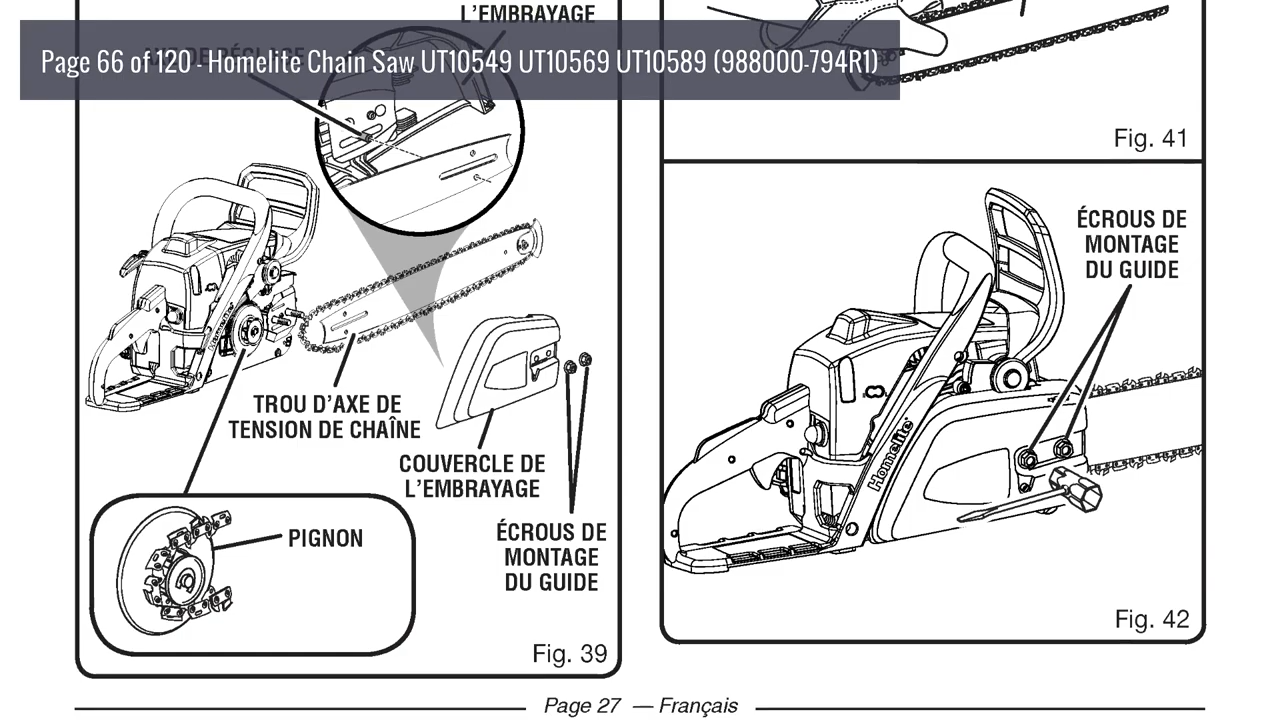 Page 66 of 120 - Homelite Chain Saw UT10549 UT10569 UT10589 (988000-794R1)
L’EMBRAYAGE
TROU D’AXE DE
TENSION DE CHAÎNE
COUVERCLE DE
L’EMBRAYAGE
ÉCROUS DE
MONTAGE
DU GUIDE
PIGNON
Fig. 39
Fig. 41
ÉCROUS DE
MONTAGE
DU GUIDE
Homelite
Fig. 42
Page 27 — Français